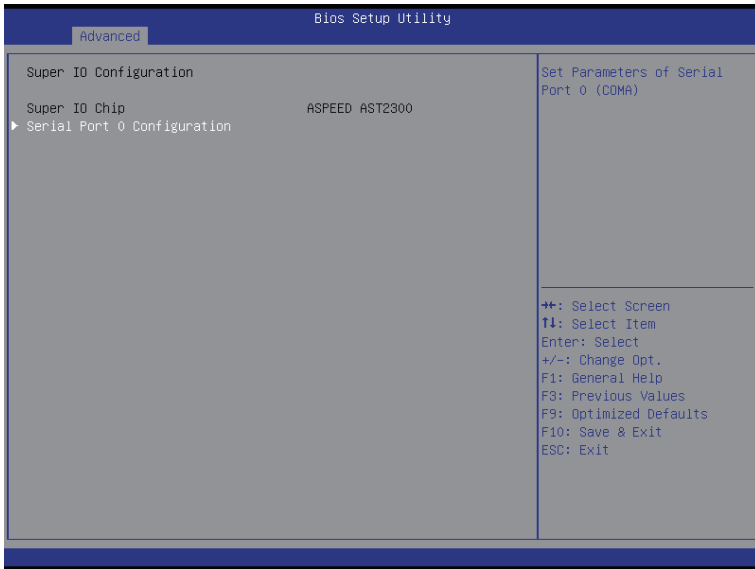 Bios Setup Utility
Advanced
Super IO Configuration
Super IO Chip ASPEED AST2300
Serial Port 0 Configuration
Set Parameters of Serial
Port 0 (COMA)
→←: Select Screen
↑↓: Select Item
Enter: Select
+/-: Change Opt.
F1: General Help
F3: Previous Values
F9: Optimized Defaults
F10: Save & Exit
ESC: Exit